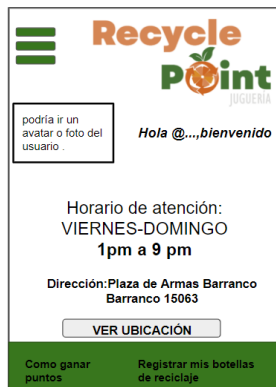 Recycle
Point
JUGUERÍA
podría ir un
avatar o foto del
usuario .
Hola @...,bienvenido
Horario de atención:
VIERNES-DOMINGO
1pm a 9 pm
Dirección:Plaza de Armas Barranco
Barranco 15063
VER UBICACIÓN
Como ganar
puntos
Registrar mis botellas
de reciclaje